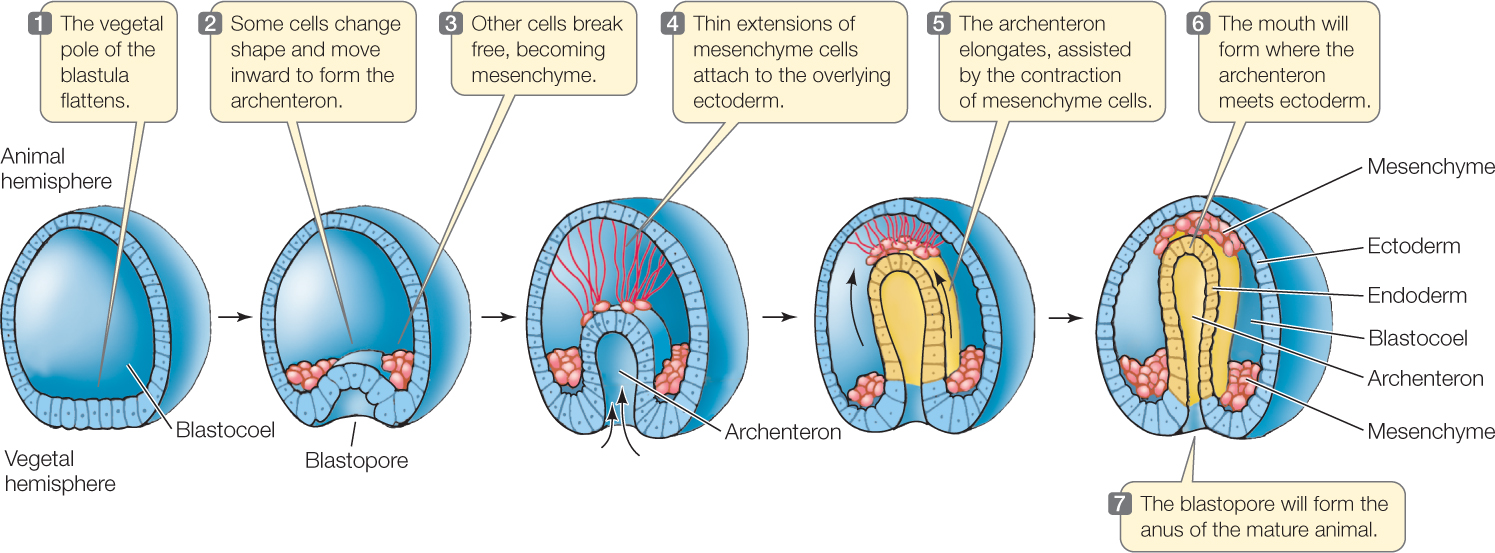 1 The vegetal
pole of the
blastula
flattens.
2 Some cells change
shape and move
inward to form the
archenteron.
3 Other cells break
free, becoming
mesenchyme.
4 Thin extensions of
mesenchyme cells
attach to the overlying
ectoderm.
5 The archenteron
elongates, assisted
by the contraction
of mesenchyme cells.
6 The mouth will
form where the
archenteron
meets ectoderm.
Animal
hemisphere
Mesenchyme
Ectoderm
Endoderm
Blastocoel
Archenteron
Mesenchyme
Blastocoel
Archenteron
Blastopore
Vegetal
hemisphere
7 The blastopore will form the
anus of the mature animal.